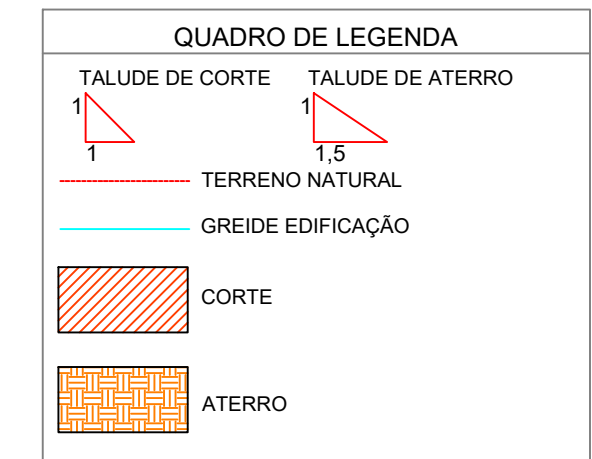 QUADRO DE LEGENDA
TALUDE DE CORTE TALUDE DE ATERRO
1 1
1 1,5
TERRENO NATURAL
GREIDE EDIFICAÇÃO
CORTE
ATERRO